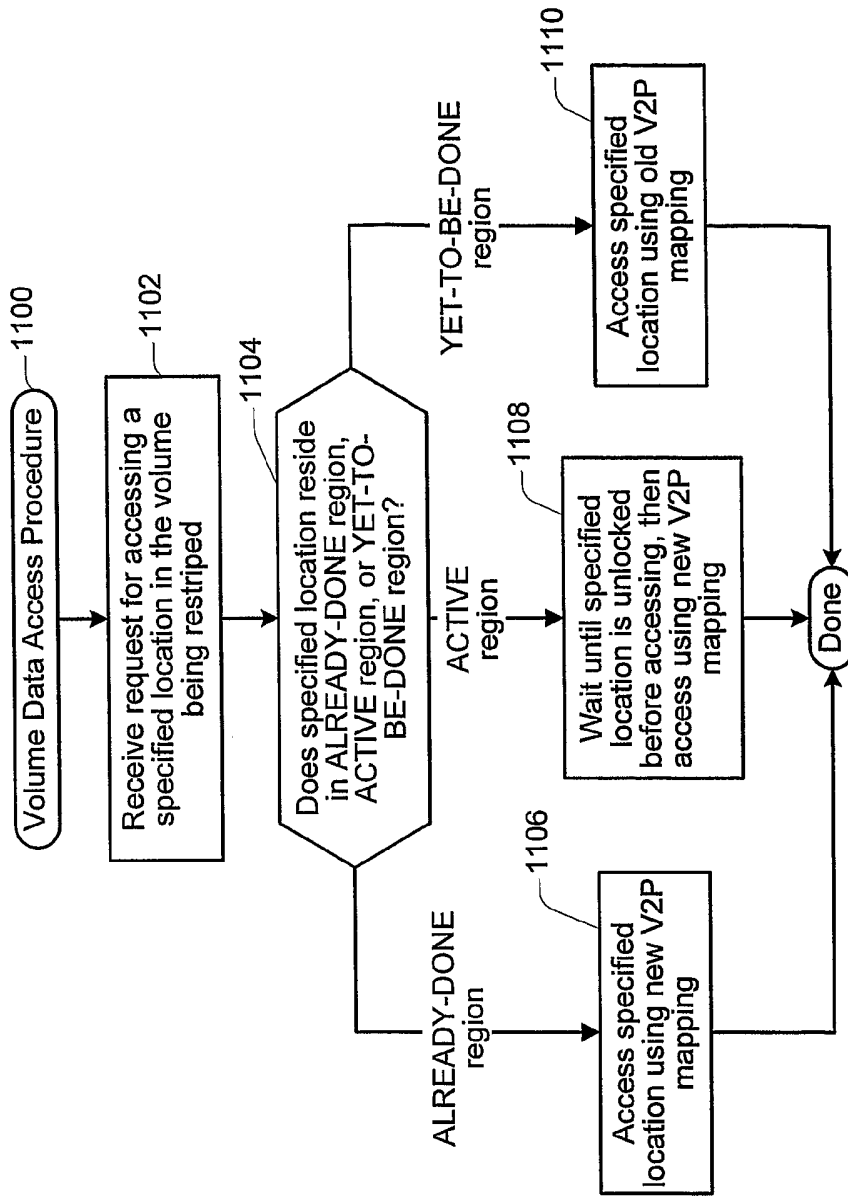 Volume Data Access Procedure
1100
Receive request for accessing a
specified location in the volume
being restriped
1102
Does specified location reside
in ALREADY-DONE region,
ACTIVE region, or YET-TO-
BE-DONE region?
1104
ALREADY-DONE
region
ACTIVE
region
YET-TO-BE-DONE
region
Access specified
location using new V2P
mapping
1106
Wait until specified
location is unlocked
before accessing, then
access using new V2P
mapping
1108
Access specified
location using old V2P
mapping
1110
Done